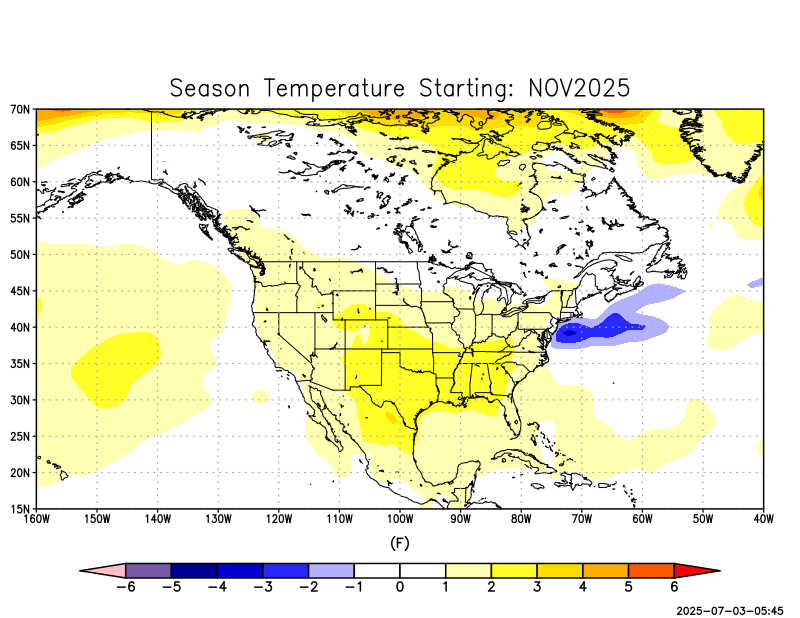 Season Temperature Starting: NOV2025
70N
65N
60N
55N
50N
45N
40N
35N
30N
25N
20N
15N
160W 150W 140W 130W 120W 110W 100W 90W 80W 70W 60W 50W 40W
(F)
−6 −5 −4 −3 −2 −1 0 1 2 3 4 5 6
2025-07-03-05:45